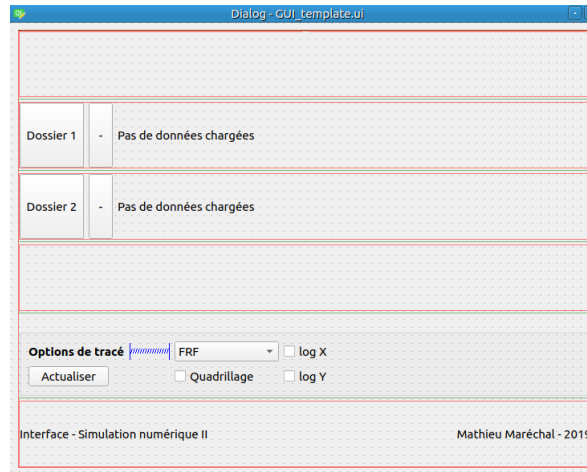 Dialog - GUI_template.ui
Dossier 1 - Pas de données chargées
Dossier 2 - Pas de données chargées
Options de tracé FRF log X
Actualiser Quadrillage log Y
Interface - Simulation numérique II Mathieu Maréchal - 2019